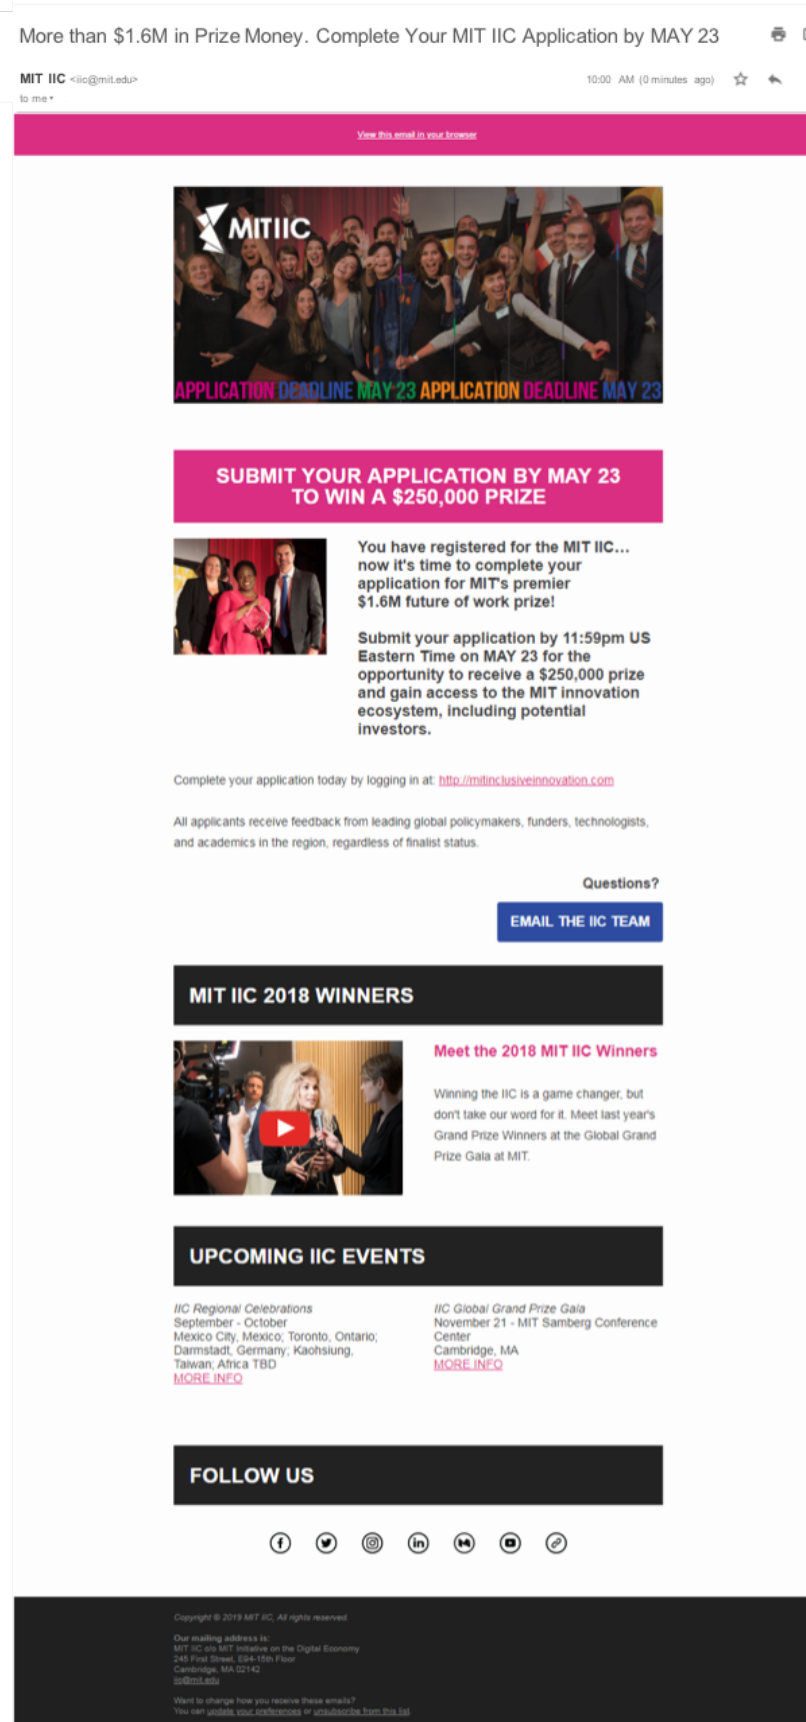 More than $1.6M in Prize Money. Complete Your MIT IIC Application by MAY 23
MIT IIC <iic@mit.edu>
10:00 AM (0 minutes ago)
to me
View this email in your browser
MITIIC
APPLICATION DEADLINE MAY 23 APPLICATION DEADLINE MAY 23
SUBMIT YOUR APPLICATION BY MAY 23
TO WIN A $250,000 PRIZE
You have registered for the MIT IIC...
now it's time to complete your
application for MIT's premier
$1.6M future of work prize!
Submit your application by 11:59pm US
Eastern Time on MAY 23 for the
opportunity to receive a $250,000 prize
and gain access to the MIT innovation
ecosystem, including potential
investors.
Complete your application today by logging in at: http://mitinclusiveinnovation.com
All applicants receive feedback from leading global policymakers, funders, technologists,
and academics in the region, regardless of finalist status.
Questions?
EMAIL THE IIC TEAM
MIT IIC 2018 WINNERS
Meet the 2018 MIT IIC Winners
Winning the IIC is a game changer, but
don't take our word for it. Meet last year's
Grand Prize Winners at the Global Grand
Prize Gala at MIT.
UPCOMING IIC EVENTS
IIC Regional Celebrations
September - October
Mexico City, Mexico; Toronto, Ontario;
Darmstadt, Germany; Kaohsiung,
Taiwan; Africa TBD
MORE INFO
IIC Global Grand Prize Gala
November 21 - MIT Samberg Conference
Center
Cambridge, MA
MORE INFO
FOLLOW US
Copyright © 2019 MIT IIC, All rights reserved.
Our mailing address is:
MIT IIC c/o MIT Initiative on the Digital Economy
245 First Street, E94-15th Floor
Cambridge, MA 02142
iic@mit.edu
Want to change how you receive these emails?
You can update your preferences or unsubscribe from this list.